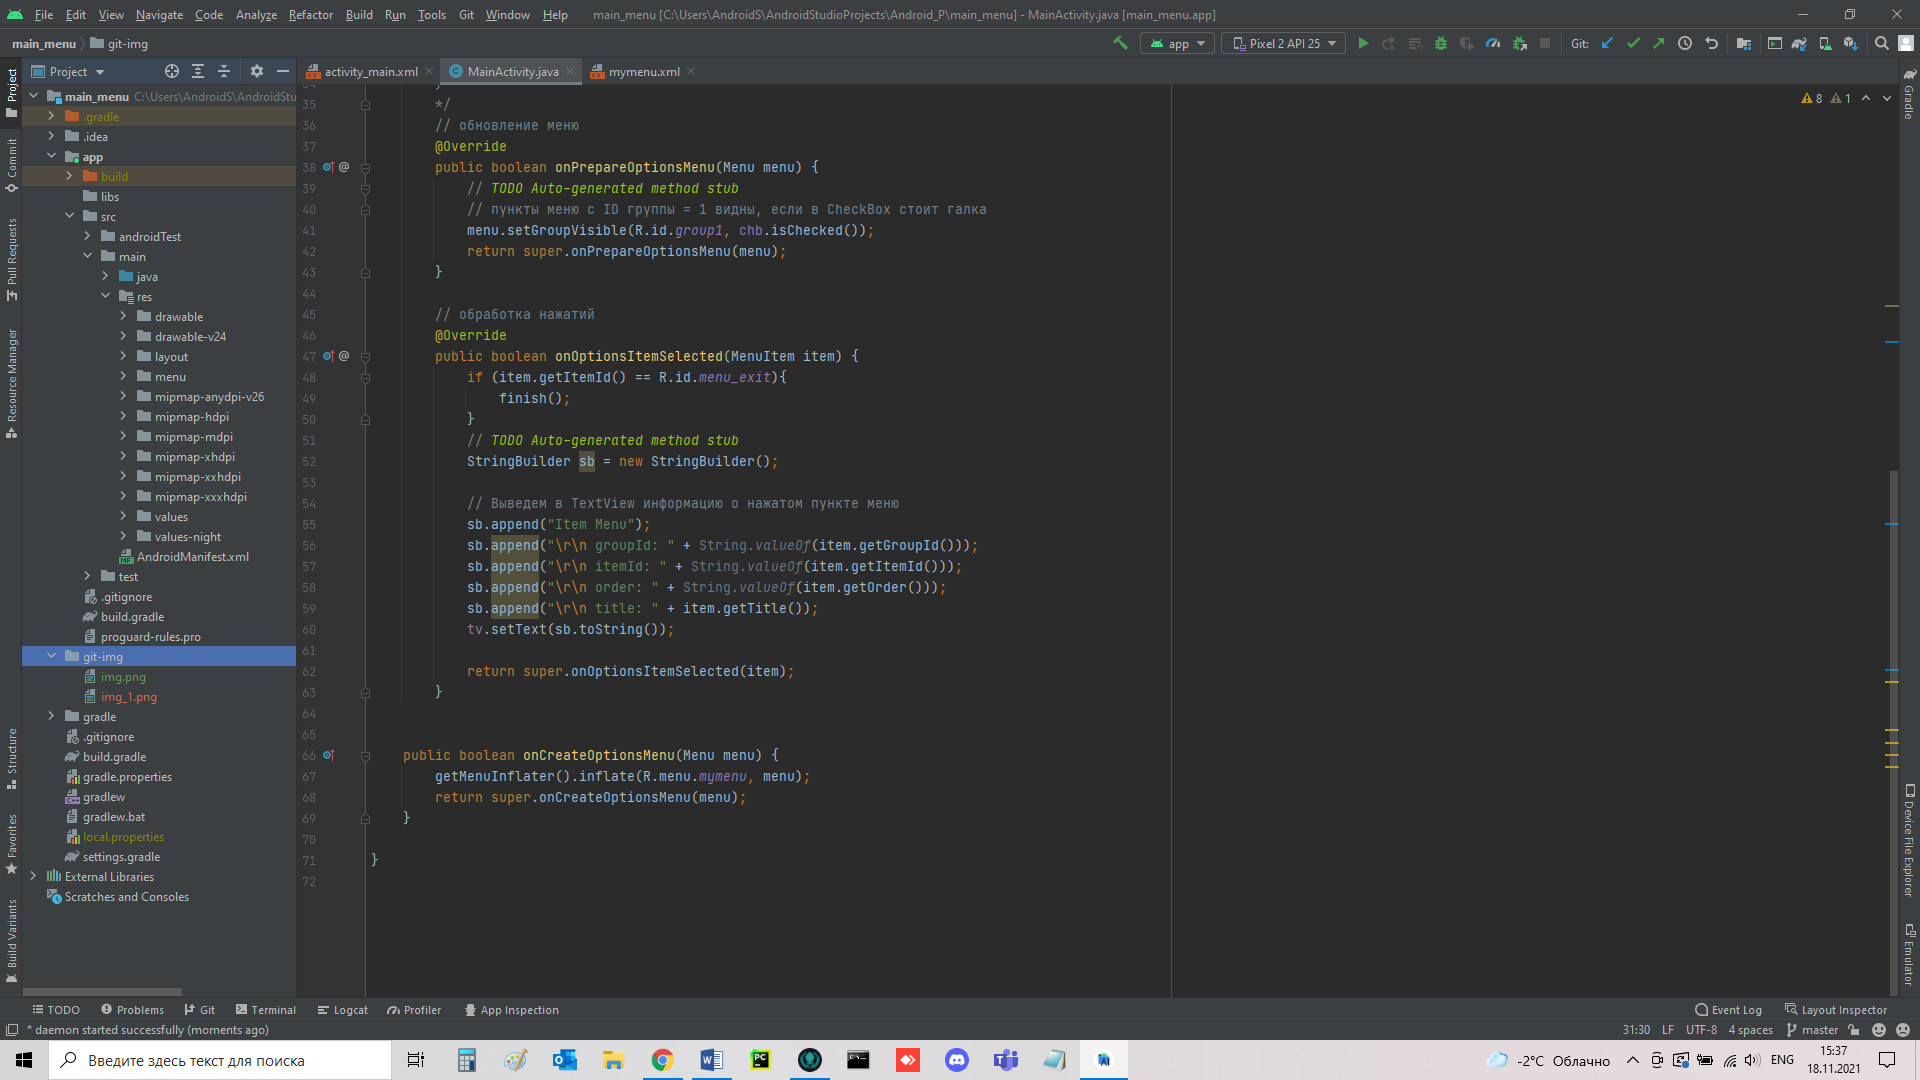 File Edit View Navigate Code Analyze Refactor Build Run Tools Git Window Help main_menu [C:\Users\AndroidS\AndroidStudioProjects\Android_P\main_menu] - MainActivity.java [main_menu.app]
main_menu git-img app Pixel 2 API 25 Git:
Project activity_main.xml MainActivity.java mymenu.xml
main_menu C:\Users\AndroidS\AndroidStu
.gradle
.idea
app
build
libs
src
androidTest
main
java
res
drawable
drawable-v24
layout
menu
mipmap-anydpi-v26
mipmap-hdpi
mipmap-mdpi
mipmap-xhdpi
mipmap-xxhdpi
mipmap-xxxhdpi
values
values-night
AndroidManifest.xml
test
.gitignore
build.gradle
proguard-rules.pro
git-img
img.png
img_1.png
gradle
.gitignore
build.gradle
gradle.properties
gradlew
gradlew.bat
local.properties
settings.gradle
External Libraries
Scratches and Consoles
Project
Commit
Pull Requests
Resource Manager
Structure
Favorites
Build Variants
35 */
36 // обновление меню
37 @Override
38 @ public boolean onPrepareOptionsMenu(Menu menu) {
39 // TODO Auto-generated method stub
40 // пункты меню с ID группы = 1 видны, если в CheckBox стоит галка
41 menu.setGroupVisible(R.id.group1, chb.isChecked());
42 return super.onPrepareOptionsMenu(menu);
43 }
44
45 // обработка нажатий
46 @Override
47 @ public boolean onOptionsItemSelected(MenuItem item) {
48 if (item.getItemId() == R.id.menu_exit){
49 finish();
50 }
51 // TODO Auto-generated method stub
52 StringBuilder sb = new StringBuilder();
53
54 // Выведем в TextView информацию о нажатом пункте меню
55 sb.append("Item Menu");
56 sb.append("\r\n groupId: " + String.valueOf(item.getGroupId()));
57 sb.append("\r\n itemId: " + String.valueOf(item.getItemId()));
58 sb.append("\r\n order: " + String.valueOf(item.getOrder()));
59 sb.append("\r\n title: " + item.getTitle());
60 tv.setText(sb.toString());
61
62 return super.onOptionsItemSelected(item);
63 }
64
65
66 public boolean onCreateOptionsMenu(Menu menu) {
67 getMenuInflater().inflate(R.menu.mymenu, menu);
68 return super.onCreateOptionsMenu(menu);
69 }
70
71 }
72
8 1
Gradle
Device File Explorer
Emulator
TODO Problems Git Terminal Logcat Profiler App Inspection Event Log Layout Inspector
* daemon started successfully (moments ago) 31:30 LF UTF-8 4 spaces master
Введите здесь текст для поиска -2°C Облачно ENG 15:37
18.11.2021